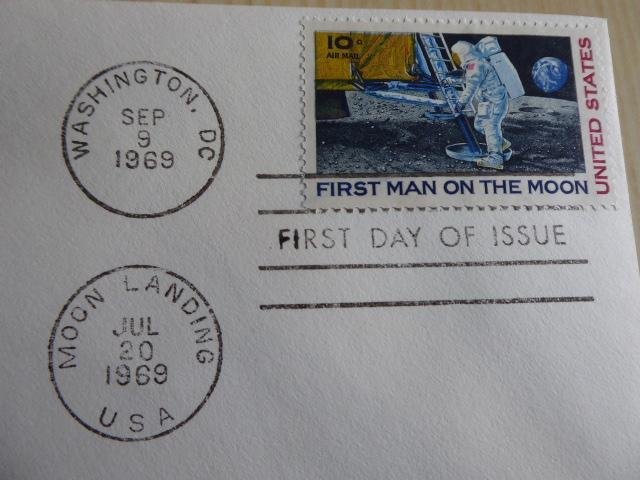 WASHINGTON, DC
SEP
9
1969
10¢
AIR MAIL
UNITED STATES
FIRST MAN ON THE MOON
FIRST DAY OF ISSUE
MOON LANDING
JUL
20
1969
USA